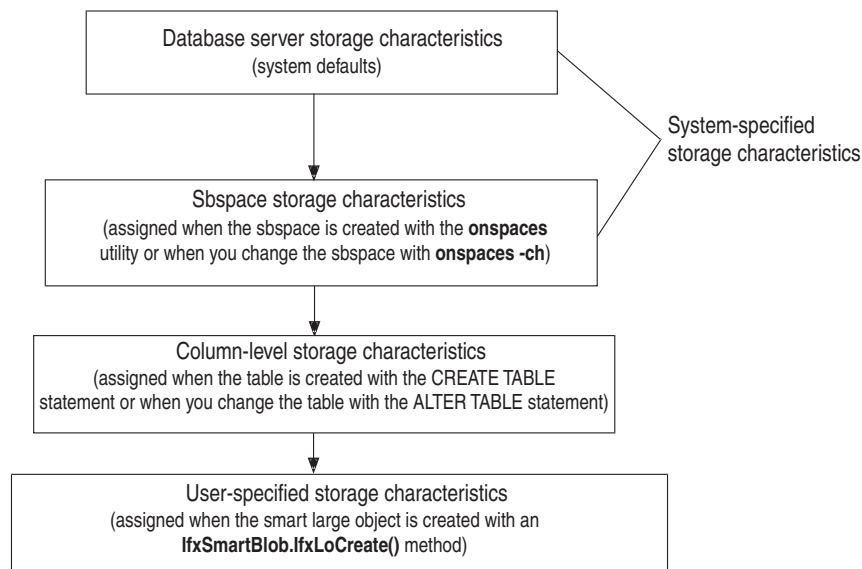 Database server storage characteristics
(system defaults)
System-specified
storage characteristics
Sbspace storage characteristics
(assigned when the sbspace is created with the onspaces
utility or when you change the sbspace with onspaces -ch)
Column-level storage characteristics
(assigned when the table is created with the CREATE TABLE
statement or when you change the table with the ALTER TABLE statement)
User-specified storage characteristics
(assigned when the smart large object is created with an
IfxSmartBlob.IfxLoCreate() method)